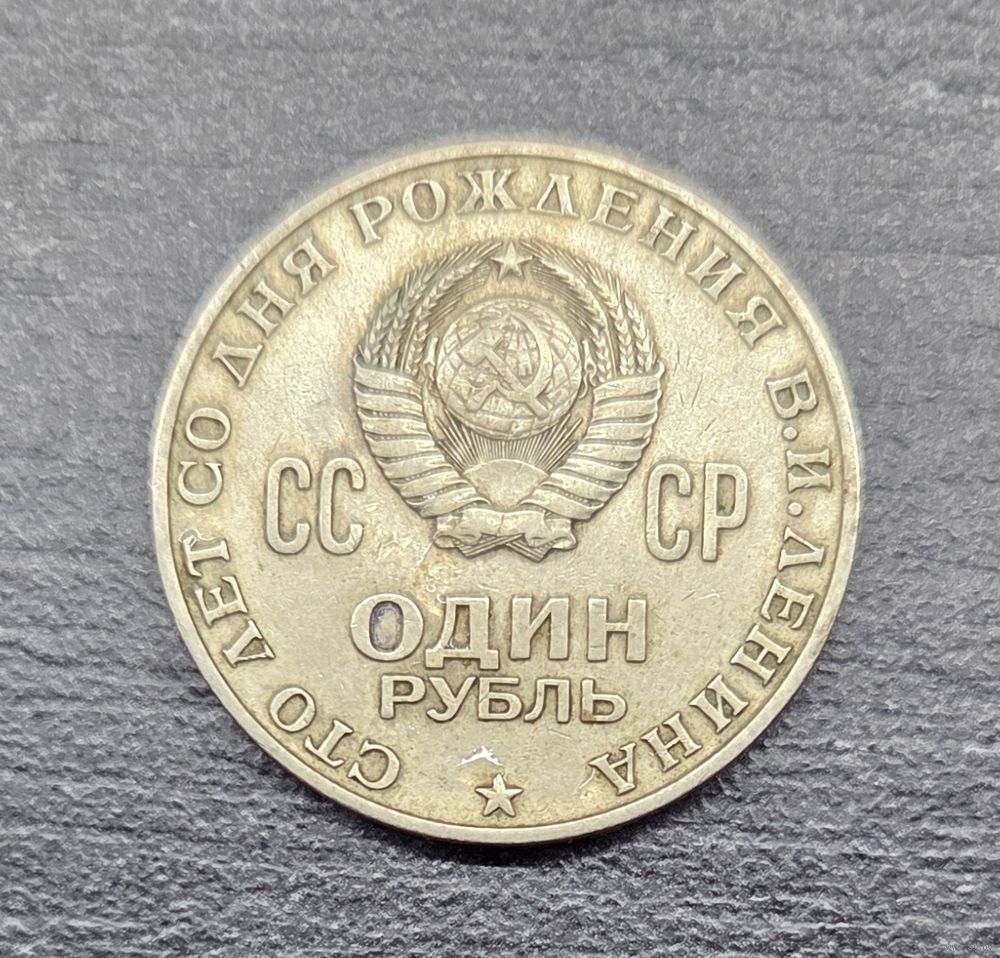 СТО ЛЕТ СО ДНЯ РОЖДЕНИЯ В.И.ЛЕНИНА
СС СР
ОДИН
РУБЛЬ